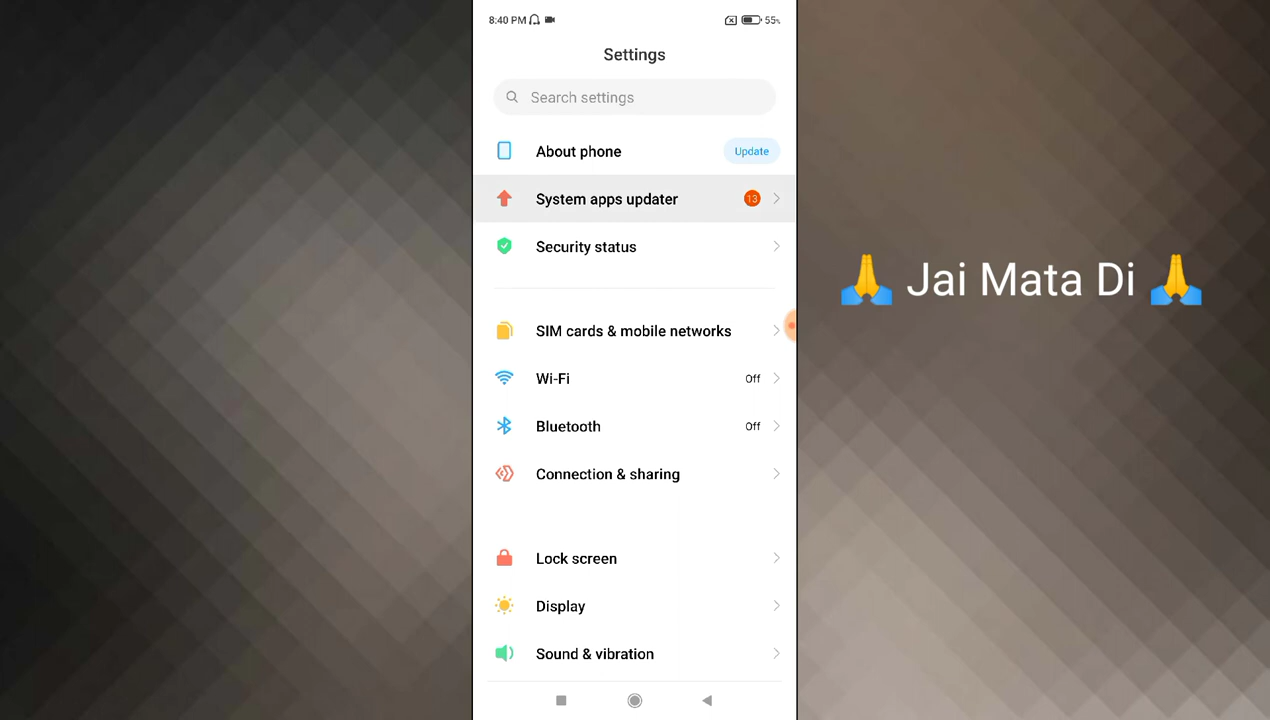 8:40 PM 55%
Settings
Search settings
About phone Update
System apps updater 13
Security status
SIM cards & mobile networks
Wi-Fi Off
Bluetooth Off
Connection & sharing
Lock screen
Display
Sound & vibration
🙏 Jai Mata Di 🙏